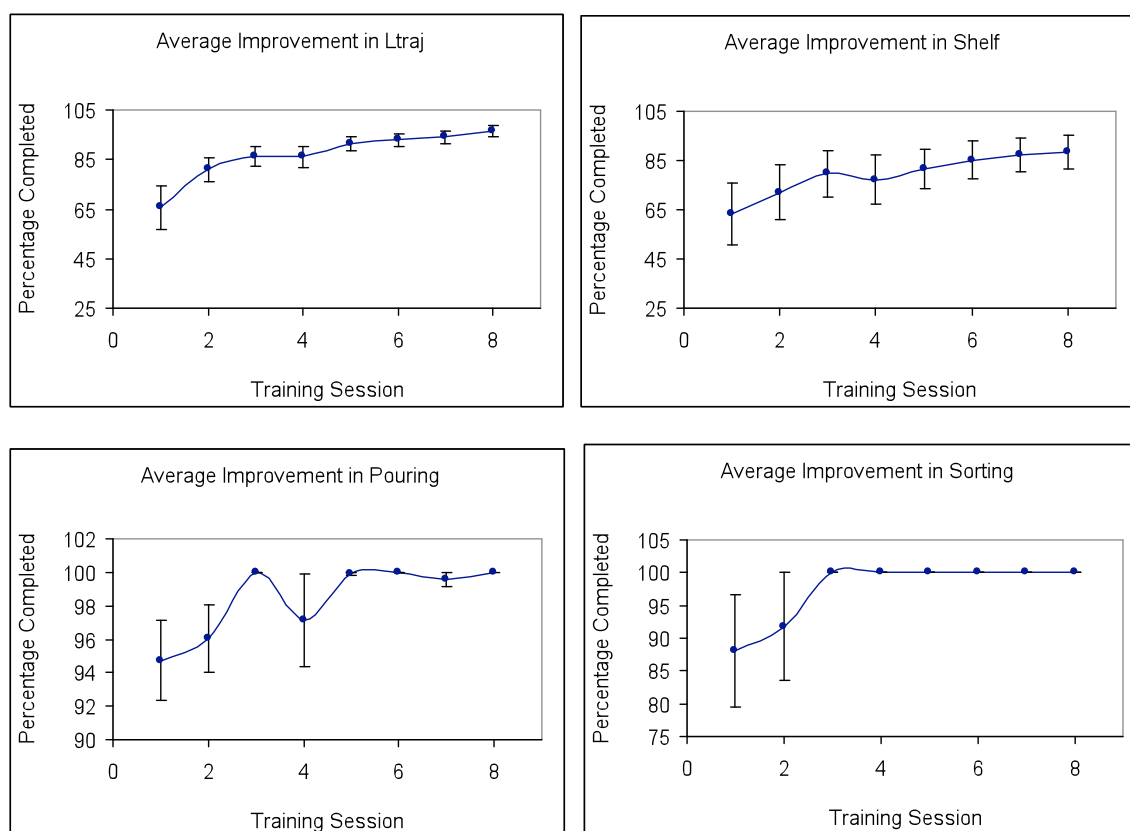 Average Improvement in Ltraj
Percentage Completed
105
85
65
45
25
0 2 4 6 8
Training Session
Average Improvement in Shelf
Percentage Completed
105
85
65
45
25
0 2 4 6 8
Training Session
Average Improvement in Pouring
Percentage Completed
102
100
98
96
94
92
90
0 2 4 6 8
Training Session
Average Improvement in Sorting
Percentage Completed
105
100
95
90
85
80
75
0 2 4 6 8
Training Session